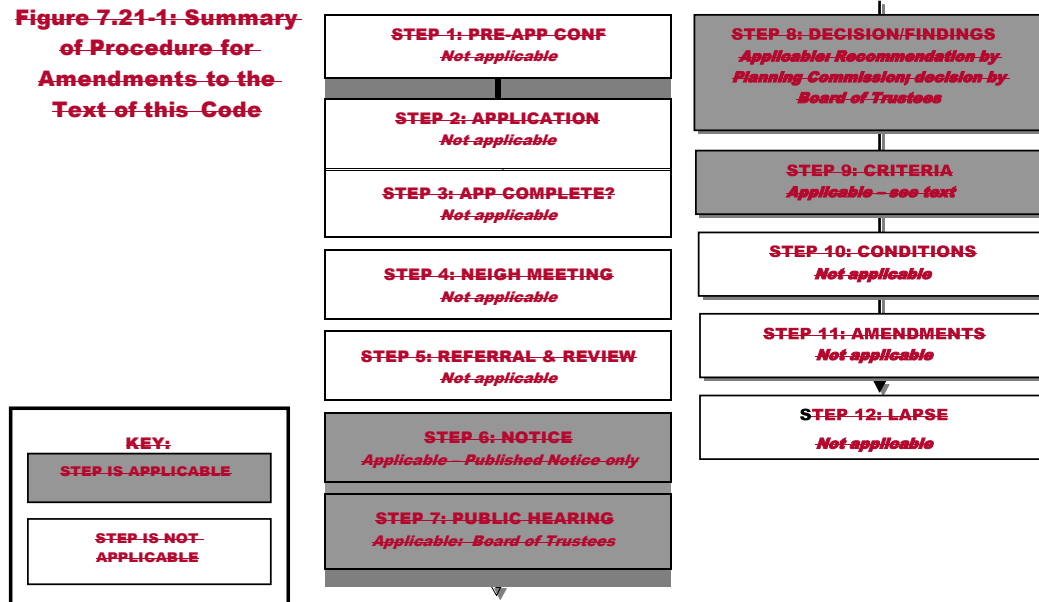 Figure 7.21-1: Summary
of Procedure for
Amendments to the
Text of this Code
STEP 1: PRE-APP CONF
Not applicable
STEP 2: APPLICATION
Not applicable
STEP 3: APP COMPLETE?
Not applicable
STEP 4: NEIGH MEETING
Not applicable
STEP 5: REFERRAL & REVIEW
Not applicable
STEP 6: NOTICE
Applicable – Published Notice only
STEP 7: PUBLIC HEARING
Applicable: Board of Trustees
STEP 8: DECISION/FINDINGS
Applicable: Recommendation by
Planning Commission; decision by
Board of Trustees
STEP 9: CRITERIA
Applicable – see text
STEP 10: CONDITIONS
Not applicable
STEP 11: AMENDMENTS
Not applicable
STEP 12: LAPSE
Not applicable
KEY:
STEP IS APPLICABLE
STEP IS NOT
APPLICABLE